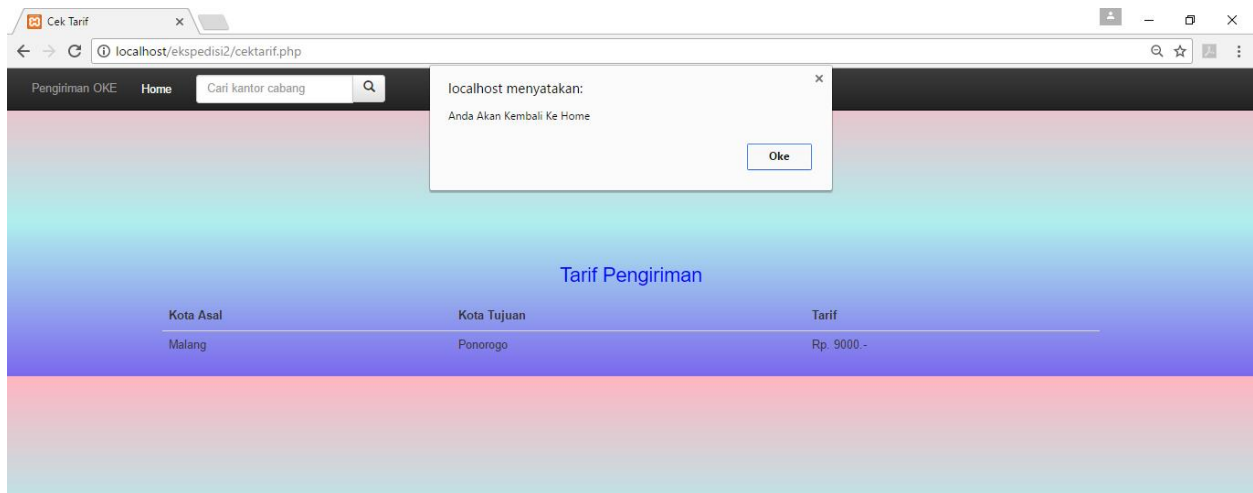 Cek Tarif
localhost/ekspedisi2/cektarif.php
Pengiriman OKE Home Cari kantor cabang
localhost menyatakan:
Anda Akan Kembali Ke Home
Oke
Tarif Pengiriman
Kota Asal Kota Tujuan Tarif
Malang Ponorogo Rp. 9000.-